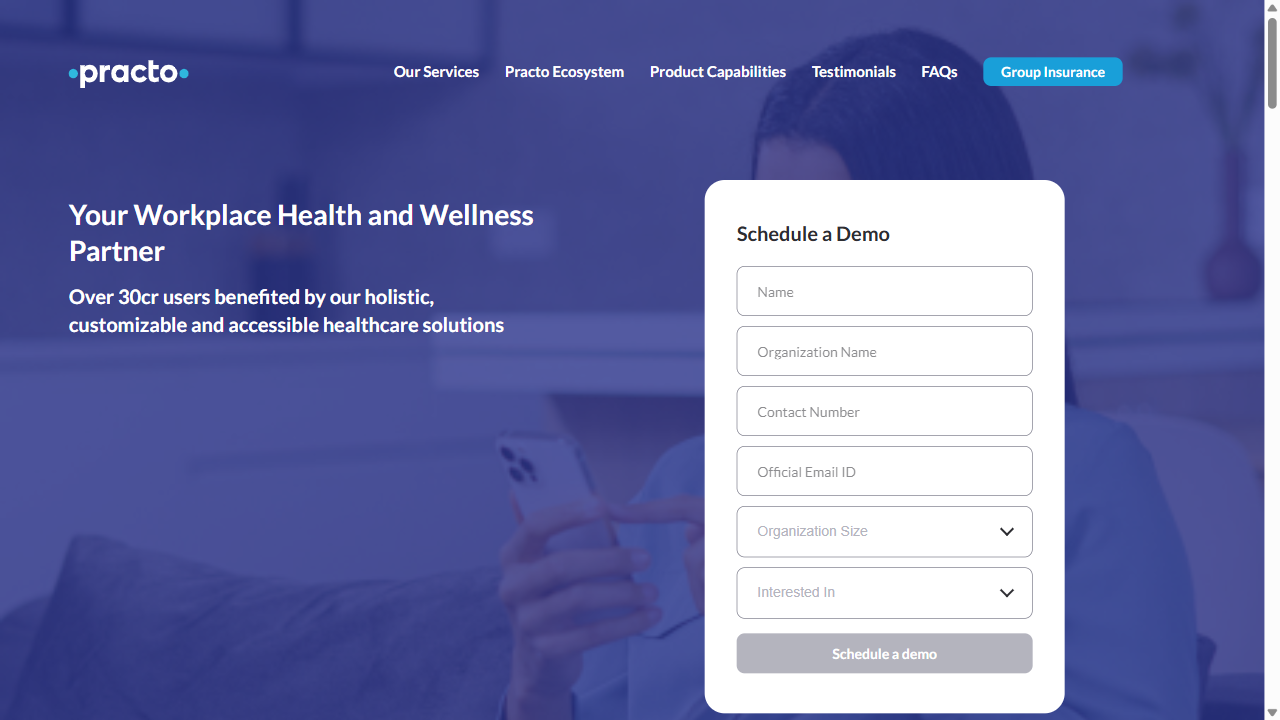 practo
Our Services
Practo Ecosystem
Product Capabilities
Testimonials
FAQs
Group Insurance
Your Workplace Health and Wellness
Partner
Over 30cr users benefited by our holistic,
customizable and accessible healthcare solutions
Schedule a Demo
Name
Organization Name
Contact Number
Official Email ID
Organization Size
Interested In
Schedule a demo